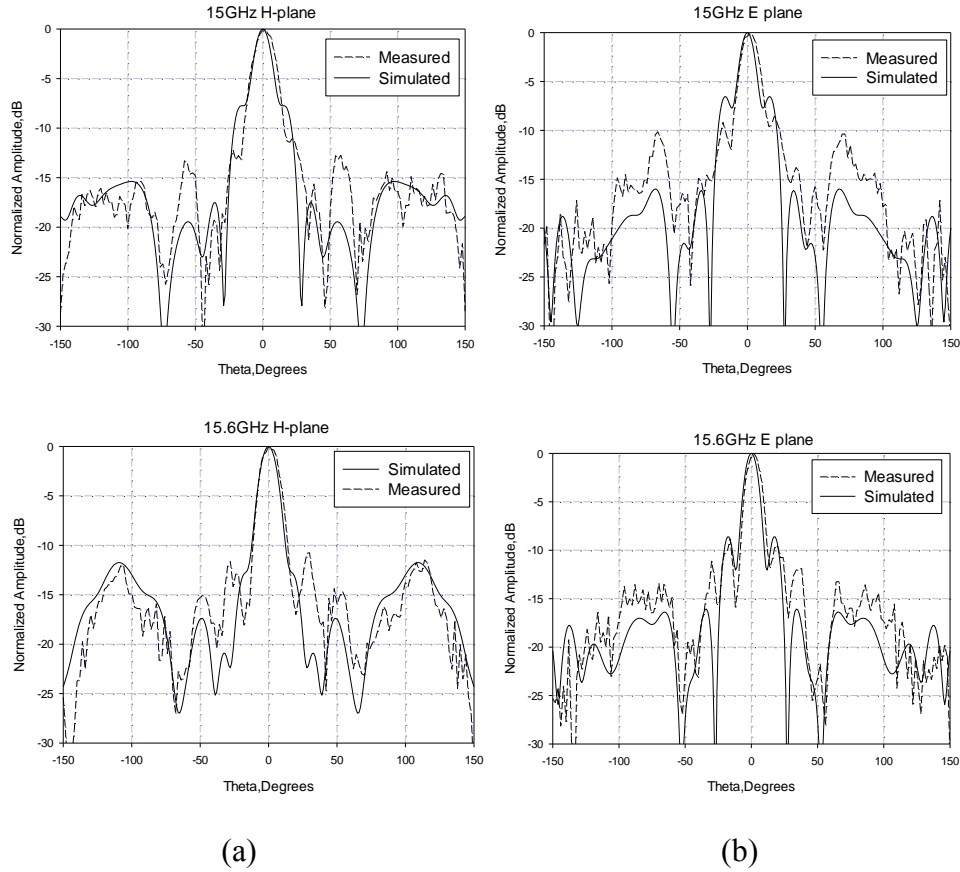 15GHz H-plane
Normalized Amplitude,dB
0
-5
-10
-15
-20
-25
-30
Measured
Simulated
-150 -100 -50 0 50 100 150
Theta,Degrees
15GHz E plane
Normalized Amplitude,dB
0
-5
-10
-15
-20
-25
-30
Measured
Simulated
-150 -100 -50 0 50 100 150
Theta,Degrees
15.6GHz H-plane
Normalized Amplitude,dB
0
-5
-10
-15
-20
-25
-30
Simulated
Measured
-150 -100 -50 0 50 100 150
Theta,Degrees
15.6GHz E plane
Normalized Amplitude,dB
0
-5
-10
-15
-20
-25
-30
Measured
Simulated
-150 -100 -50 0 50 100 150
Theta,Degrees
(a)
(b)